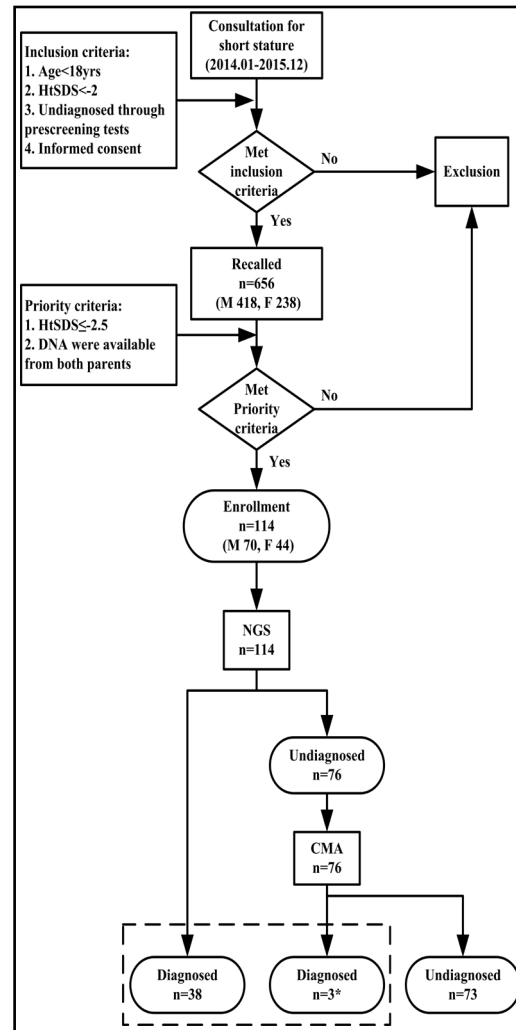 Consultation for
short stature
(2014.01-2015.12)
Inclusion criteria:
1. Age<18yrs
2. HtSDS<-2
3. Undiagnosed through
prescreening tests
4. Informed consent
Met
inclusion
criteria
No
Exclusion
Yes
Recalled
n=656
(M 418, F 238)
Priority criteria:
1. HtSDS≤-2.5
2. DNA were available
from both parents
Met
Priority
criteria
No
Yes
Enrollment
n=114
(M 70, F 44)
NGS
n=114
Undiagnosed
n=76
CMA
n=76
Diagnosed
n=38
Diagnosed
n=3*
Undiagnosed
n=73